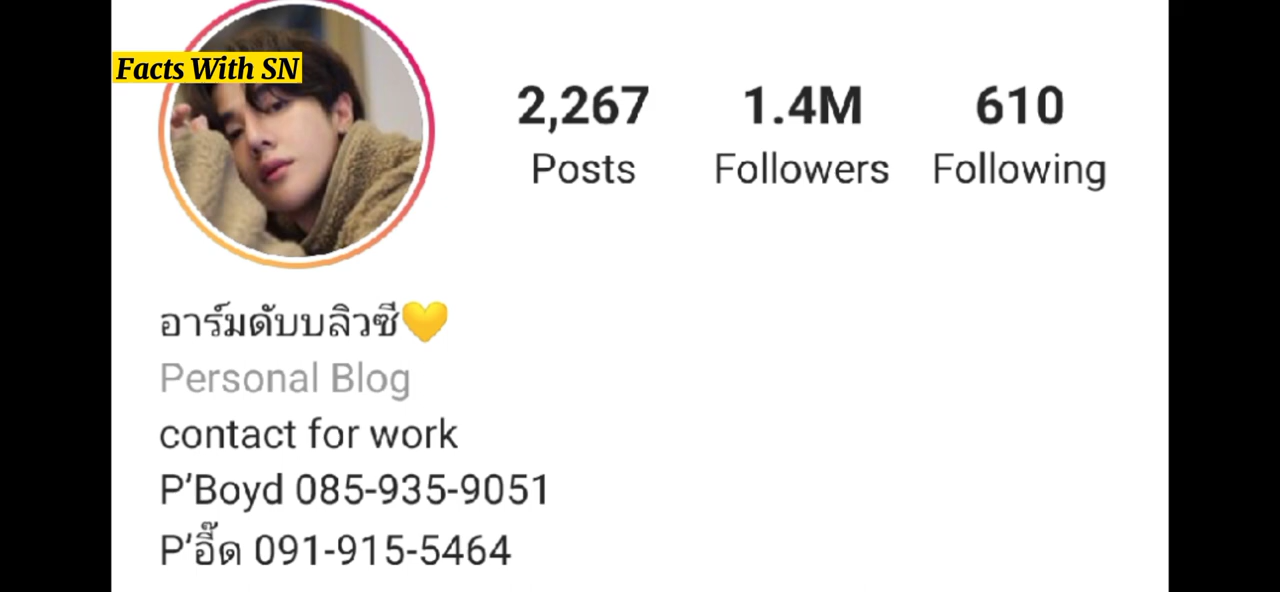 Facts With SN
2,267 1.4M 610
Posts Followers Following
อาร์มดับบลิวซี💛
Personal Blog
contact for work
P'Boyd 085-935-9051
P'อี๊ด 091-915-5464